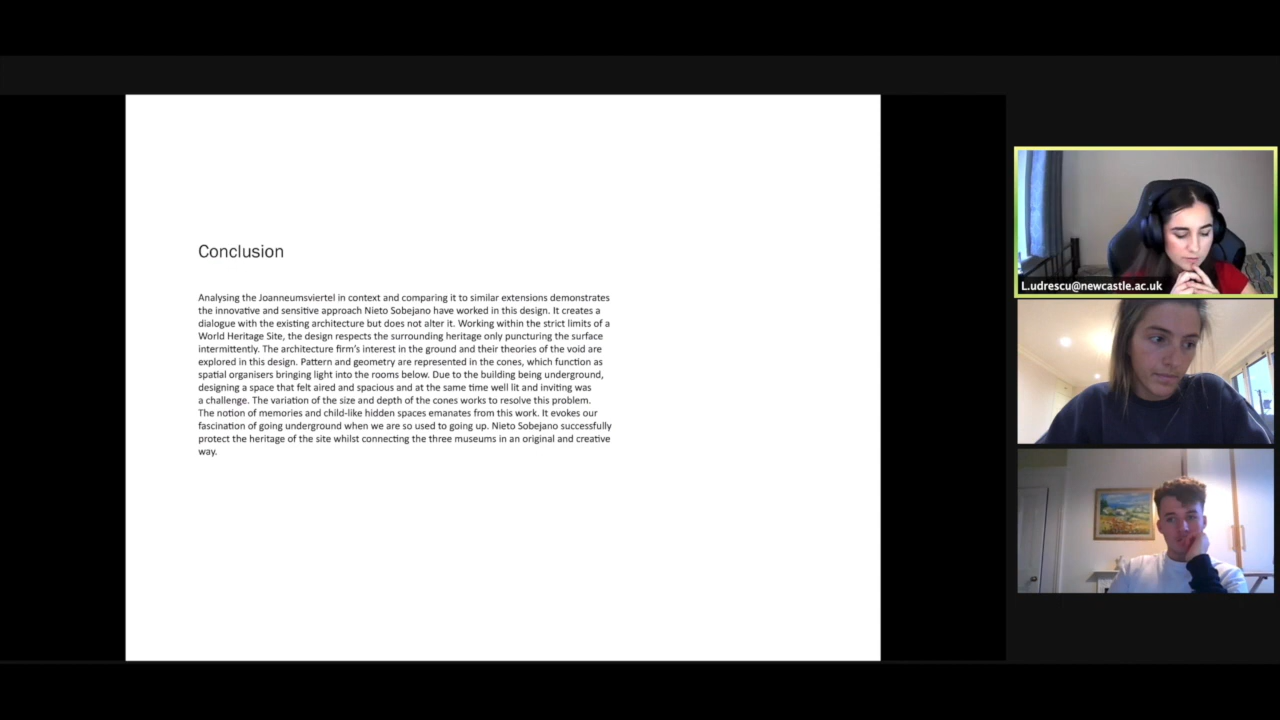 Conclusion
Analysing the Joanneumsviertel in context and comparing it to similar extensions demonstrates
the innovative and sensitive approach Nieto Sobejano have worked in this design. It creates a
dialogue with the existing architecture but does not alter it. Working within the strict limits of a
World Heritage Site, the design respects the surrounding heritage only puncturing the surface
intermittently. The architecture firm's interest in the ground and their theories of the void are
explored in this design. Pattern and geometry are represented in the cones, which function as
spatial organisers bringing light into the rooms below. Due to the building being underground,
designing a space that felt aired and spacious and at the same time well lit and inviting was
a challenge. The variation of the size and depth of the cones works to resolve this problem.
The notion of memories and child-like hidden spaces emanates from this work. It evokes our
fascination of going underground when we are so used to going up. Nieto Sobejano successfully
protect the heritage of the site whilst connecting the three museums in an original and creative
way.
L.udrescu@newcastle.ac.uk